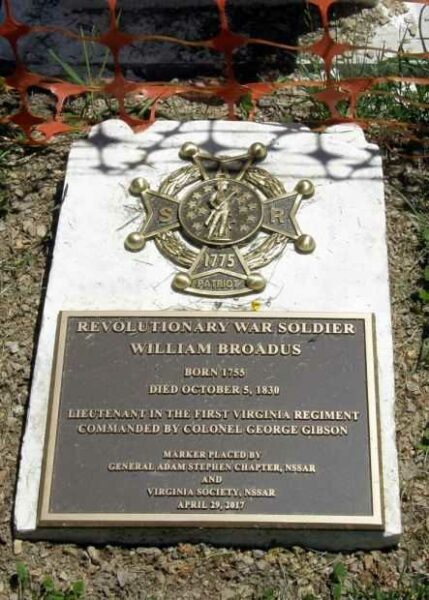 S R
1775
PATRIOT
REVOLUTIONARY WAR SOLDIER
WILLIAM BROADUS
BORN 1755
DIED OCTOBER 5, 1830
LIEUTENANT IN THE FIRST VIRGINIA REGIMENT
COMMANDED BY COLONEL GEORGE GIBSON
MARKER PLACED BY
GENERAL ADAM STEPHEN CHAPTER, NSSAR
AND
VIRGINIA SOCIETY, NSSAR
APRIL 29, 2017